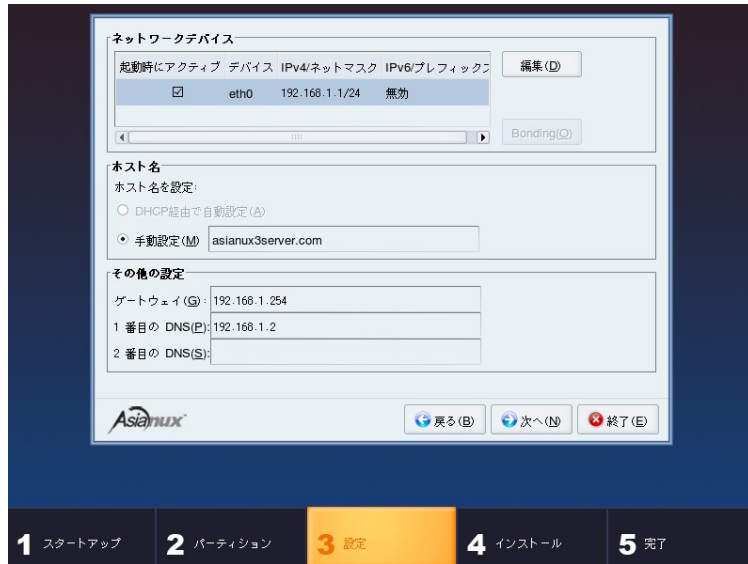 ネットワークデバイス
起動時にアクティブ デバイス IPv4/ネットマスク IPv6/プレフィックス
編集(D)
eth0 192.168.1.1/24 無効
Bonding(O)
ホスト名
ホスト名を設定:
DHCP経由で自動設定(A)
手動設定(M) asianux3server.com
その他の設定
ゲートウェイ(G): 192.168.1.254
1 番目の DNS(P): 192.168.1.2
2 番目の DNS(S):
Asianux
戻る(B) 次へ(N) 終了(E)
1 スタートアップ 2 パーティション 3 設定 4 インストール 5 完了